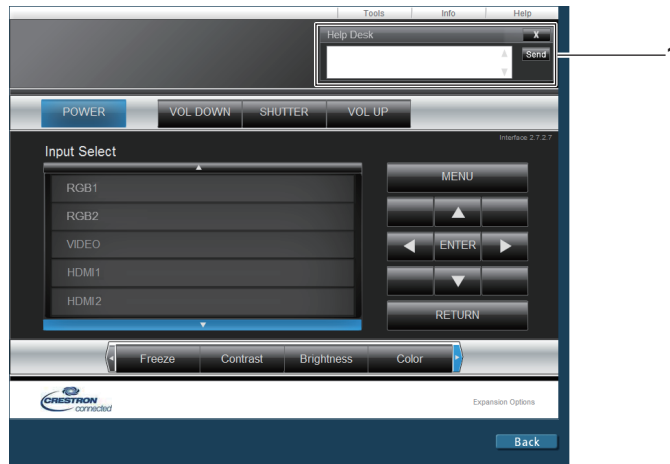 Tools Info Help
Help Desk X
Send
1
POWER VOL DOWN SHUTTER VOL UP
Interface 2.7.2.7
Input Select
RGB1
RGB2
VIDEO
HDMI1
HDMI2
MENU
ENTER
RETURN
Freeze Contrast Brightness Color
CRESTRON
connected
Expansion Options
Back